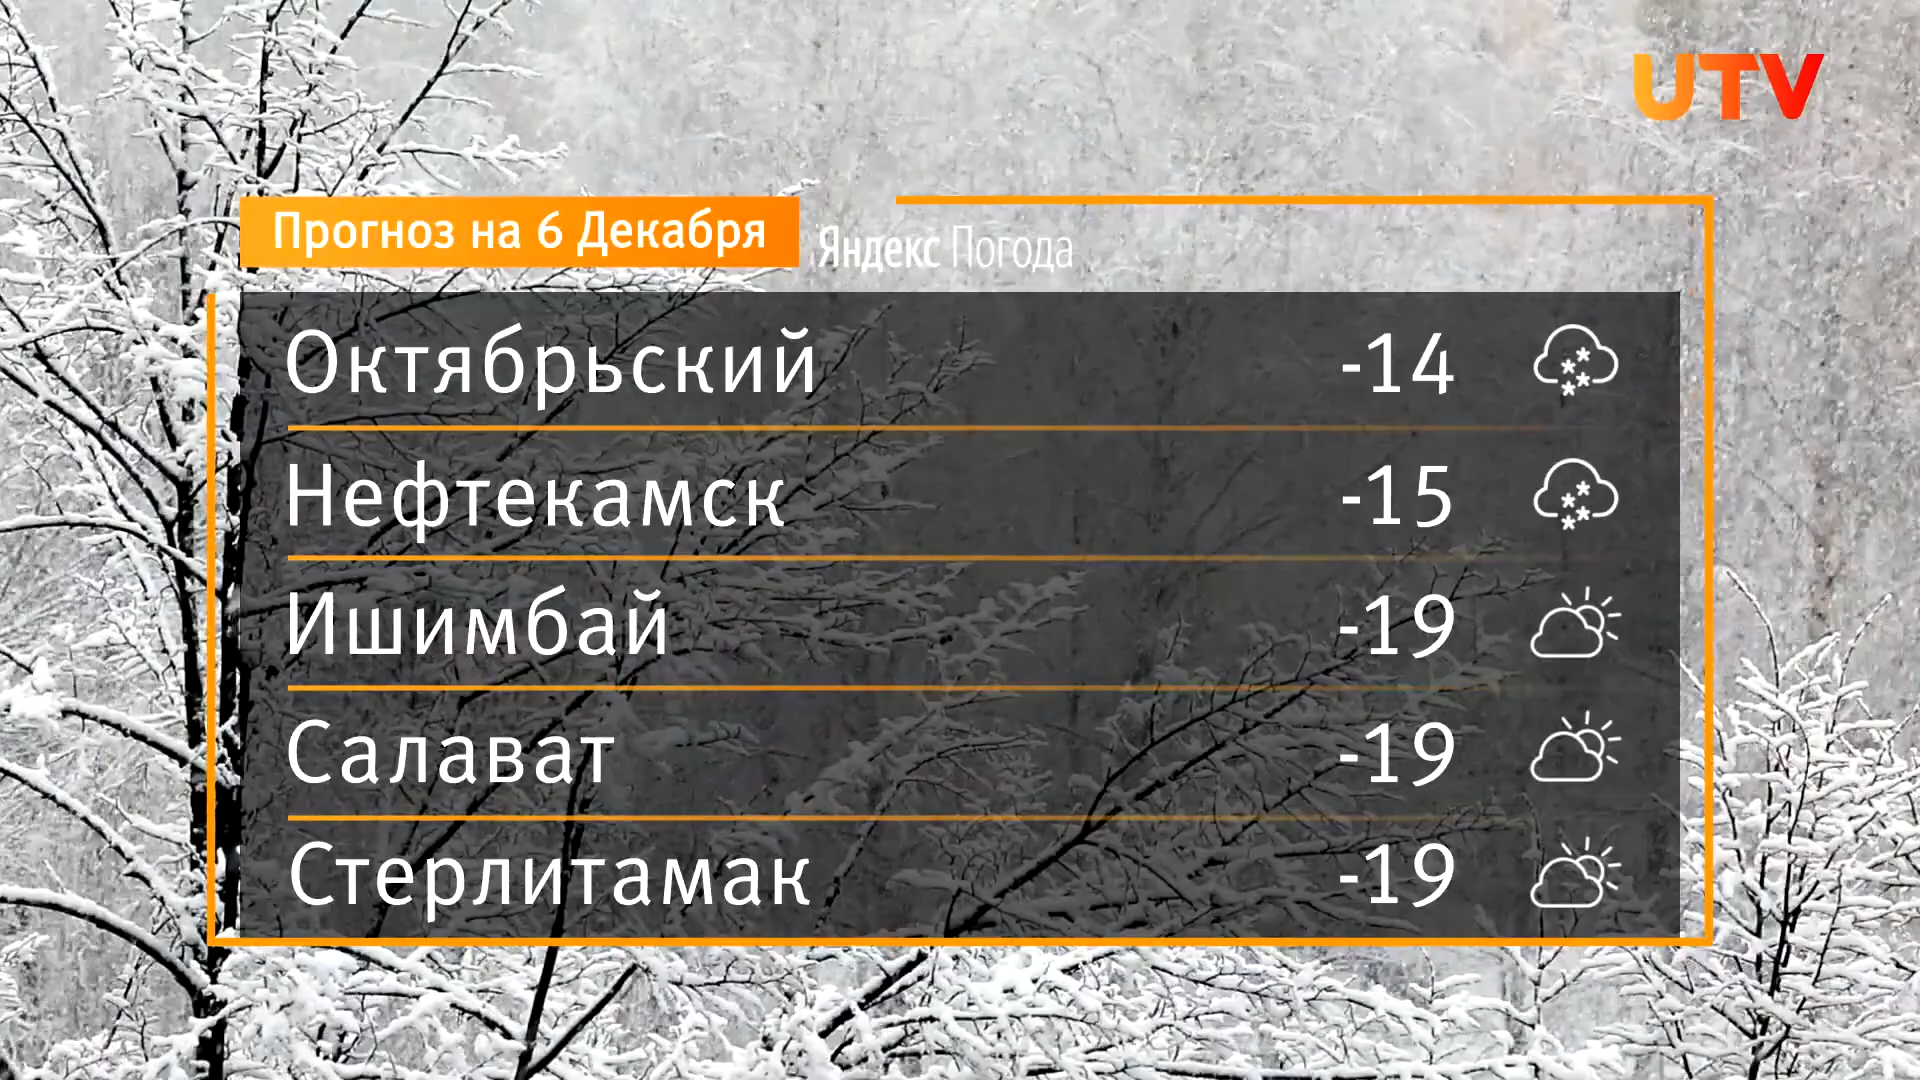 UTV
Прогноз на 6 Декабря
Яндекс Погода
Октябрьский -14
Нефтекамск -15
Ишимбай -19
Салават -19
Стерлитамак -19